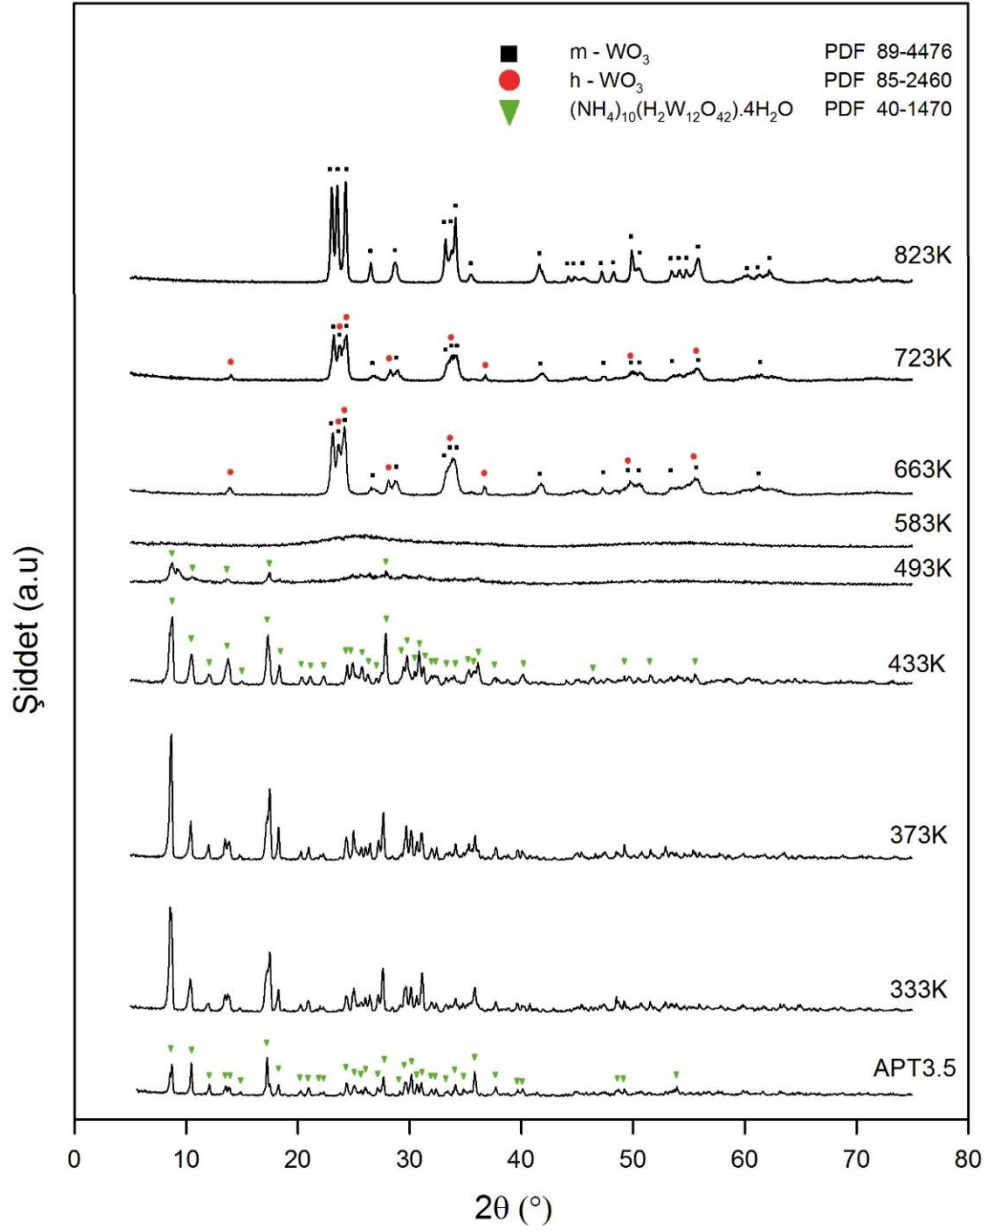 m - WO₃ PDF 89-4476
h - WO₃ PDF 85-2460
(NH₄)₁₀(H₂W₁₂O₄₂).4H₂O PDF 40-1470
823K
723K
663K
583K
493K
433K
373K
333K
APT3.5
Şiddet (a.u)
0 10 20 30 40 50 60 70 80
2θ (°)